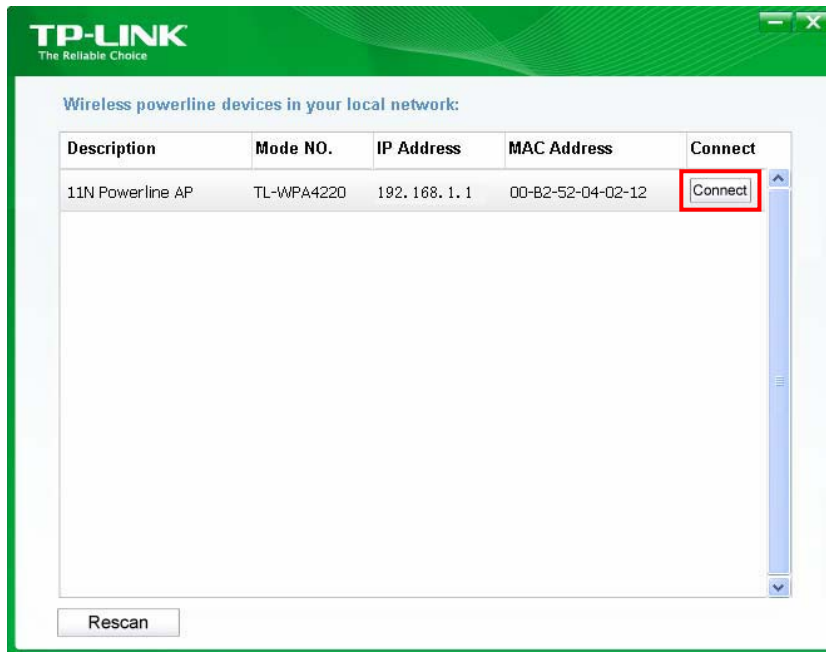 TP-LINK
The Reliable Choice
Wireless powerline devices in your local network:
Description Mode NO. IP Address MAC Address Connect
11N Powerline AP TL-WPA4220 192.168.1.1 00-B2-52-04-02-12 Connect
Rescan